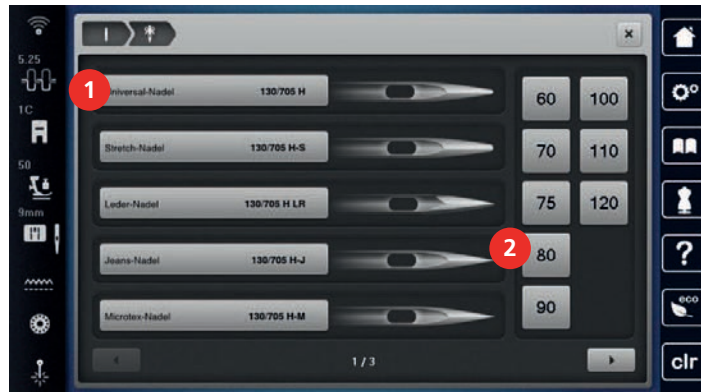 5.25
1C
50
9mm
1
Universal-Nadel 130/705 H
Stretch-Nadel 130/705 H-S
Leder-Nadel 130/705 H LR
Jeans-Nadel 130/705 H-J
Microtex-Nadel 130/705 H-M
1/3
60 100
70 110
75 120
2
80
90
?
eco
clr